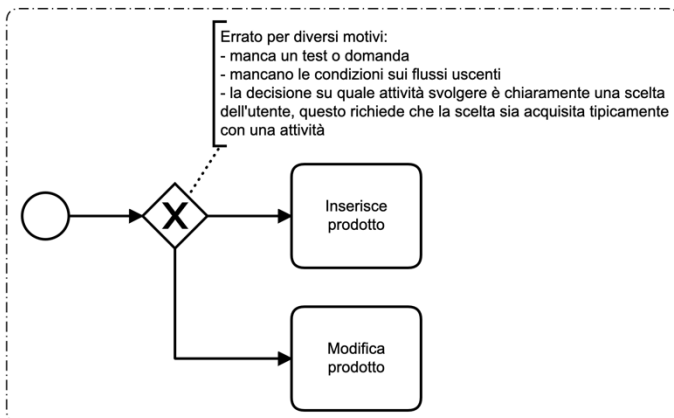 Errato per diversi motivi:
- manca un test o domanda
- mancano le condizioni sui flussi uscenti
- la decisione su quale attività svolgere è chiaramente una scelta
dell'utente, questo richiede che la scelta sia acquisita tipicamente
con una attività
X
Inserisce
prodotto
Modifica
prodotto